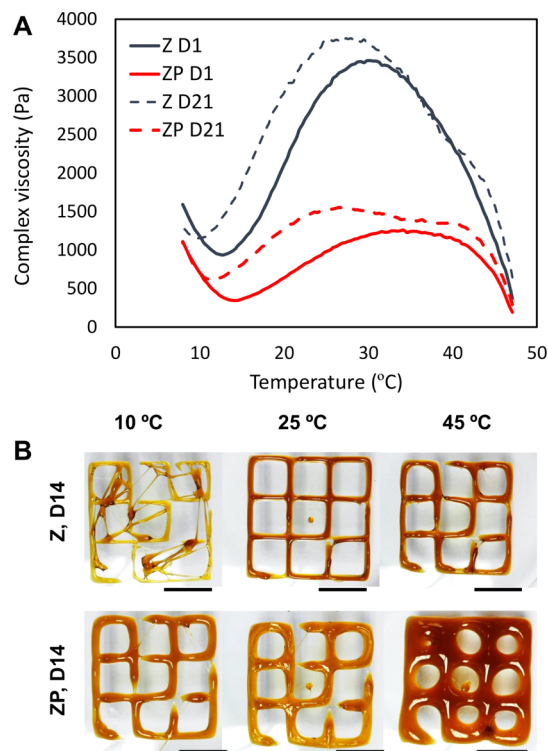 A
Complex viscosity (Pa)
4000
3500
3000
2500
2000
1500
1000
500
0
Z D1
ZP D1
Z D21
ZP D21
0 10 20 30 40 50
Temperature (ºC)
10 ºC 25 ºC 45 ºC
B
Z, D14
ZP, D14